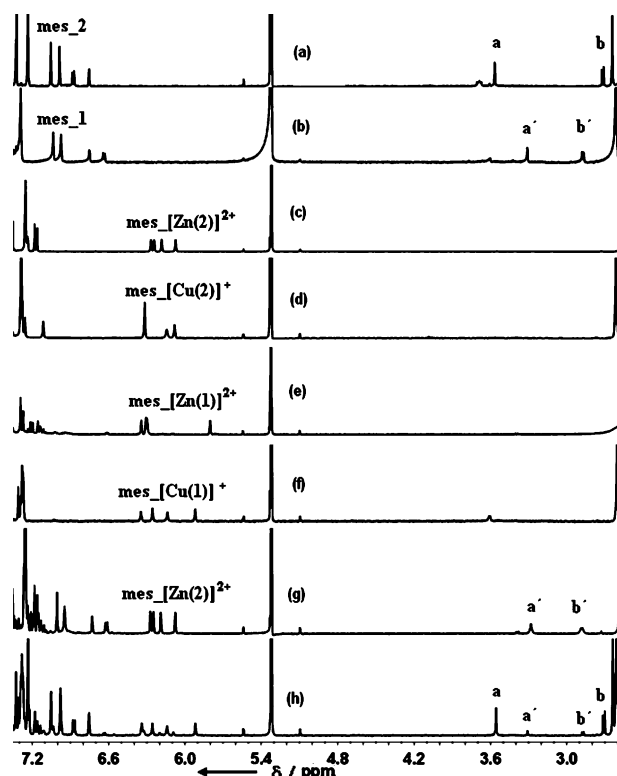 mes_2 (a) a b
mes_1 (b) a´ b´
mes_[Zn(2)]2+ (c)
mes_[Cu(2)]+ (d)
mes_[Zn(1)]2+ (e)
mes_[Cu(1)]+ (f)
mes_[Zn(2)]2+ (g) a´ b´
(h) a a´ b´ b
7.2 6.6 6.0 5.4 4.8 4.2 3.6 3.0
δ / ppm